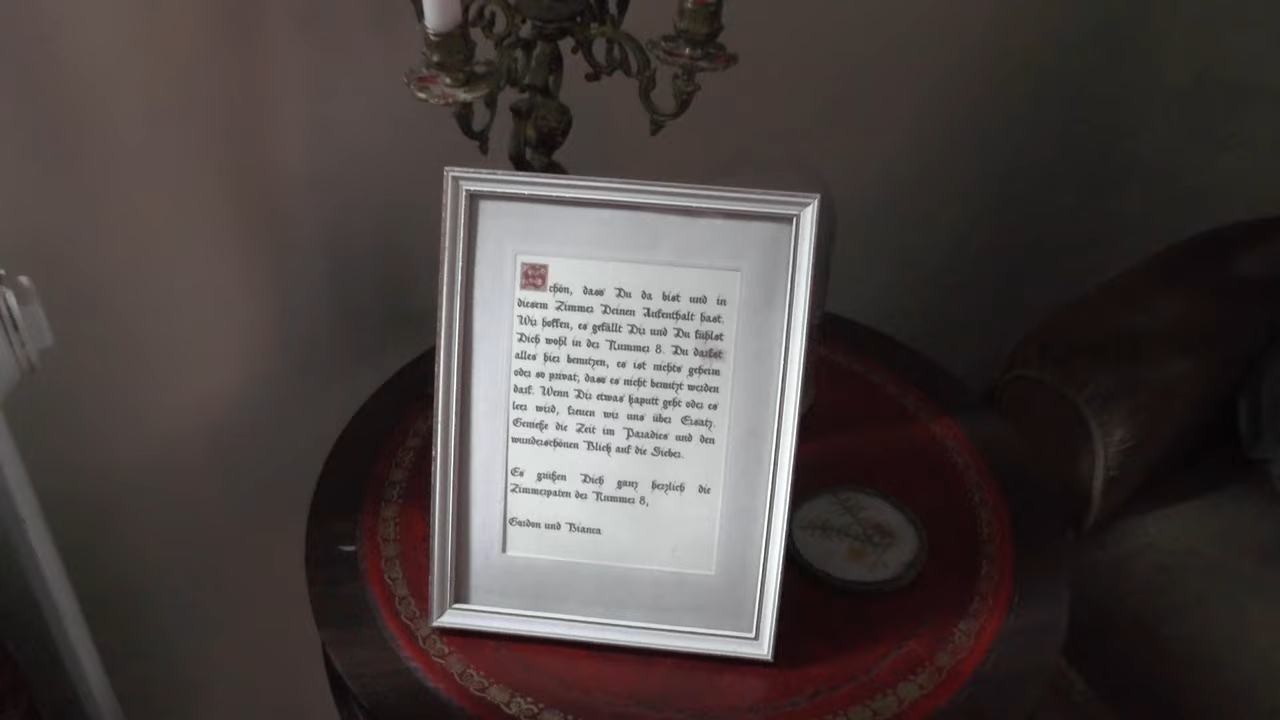 Schön, dass Du da bist und in
diesem Zimmer Deinen Aufenthalt hast.
Wir hoffen, es gefällt Dir und Du fühlst
Dich wohl in der Nummer 8. Du darfst
alles hier benutzen, es ist nichts geheim
oder so privat, dass es nicht benutzt werden
darf. Wenn Dir etwas kaputt geht oder es
leer wird, freuen wir uns über Ersatz.
Genieße die Zeit im Paradies und den
wunderschönen Blick auf die Sieber.
Es grüßen Dich ganz herzlich die
Zimmerpaten der Nummer 8,
Gordon und Bianca